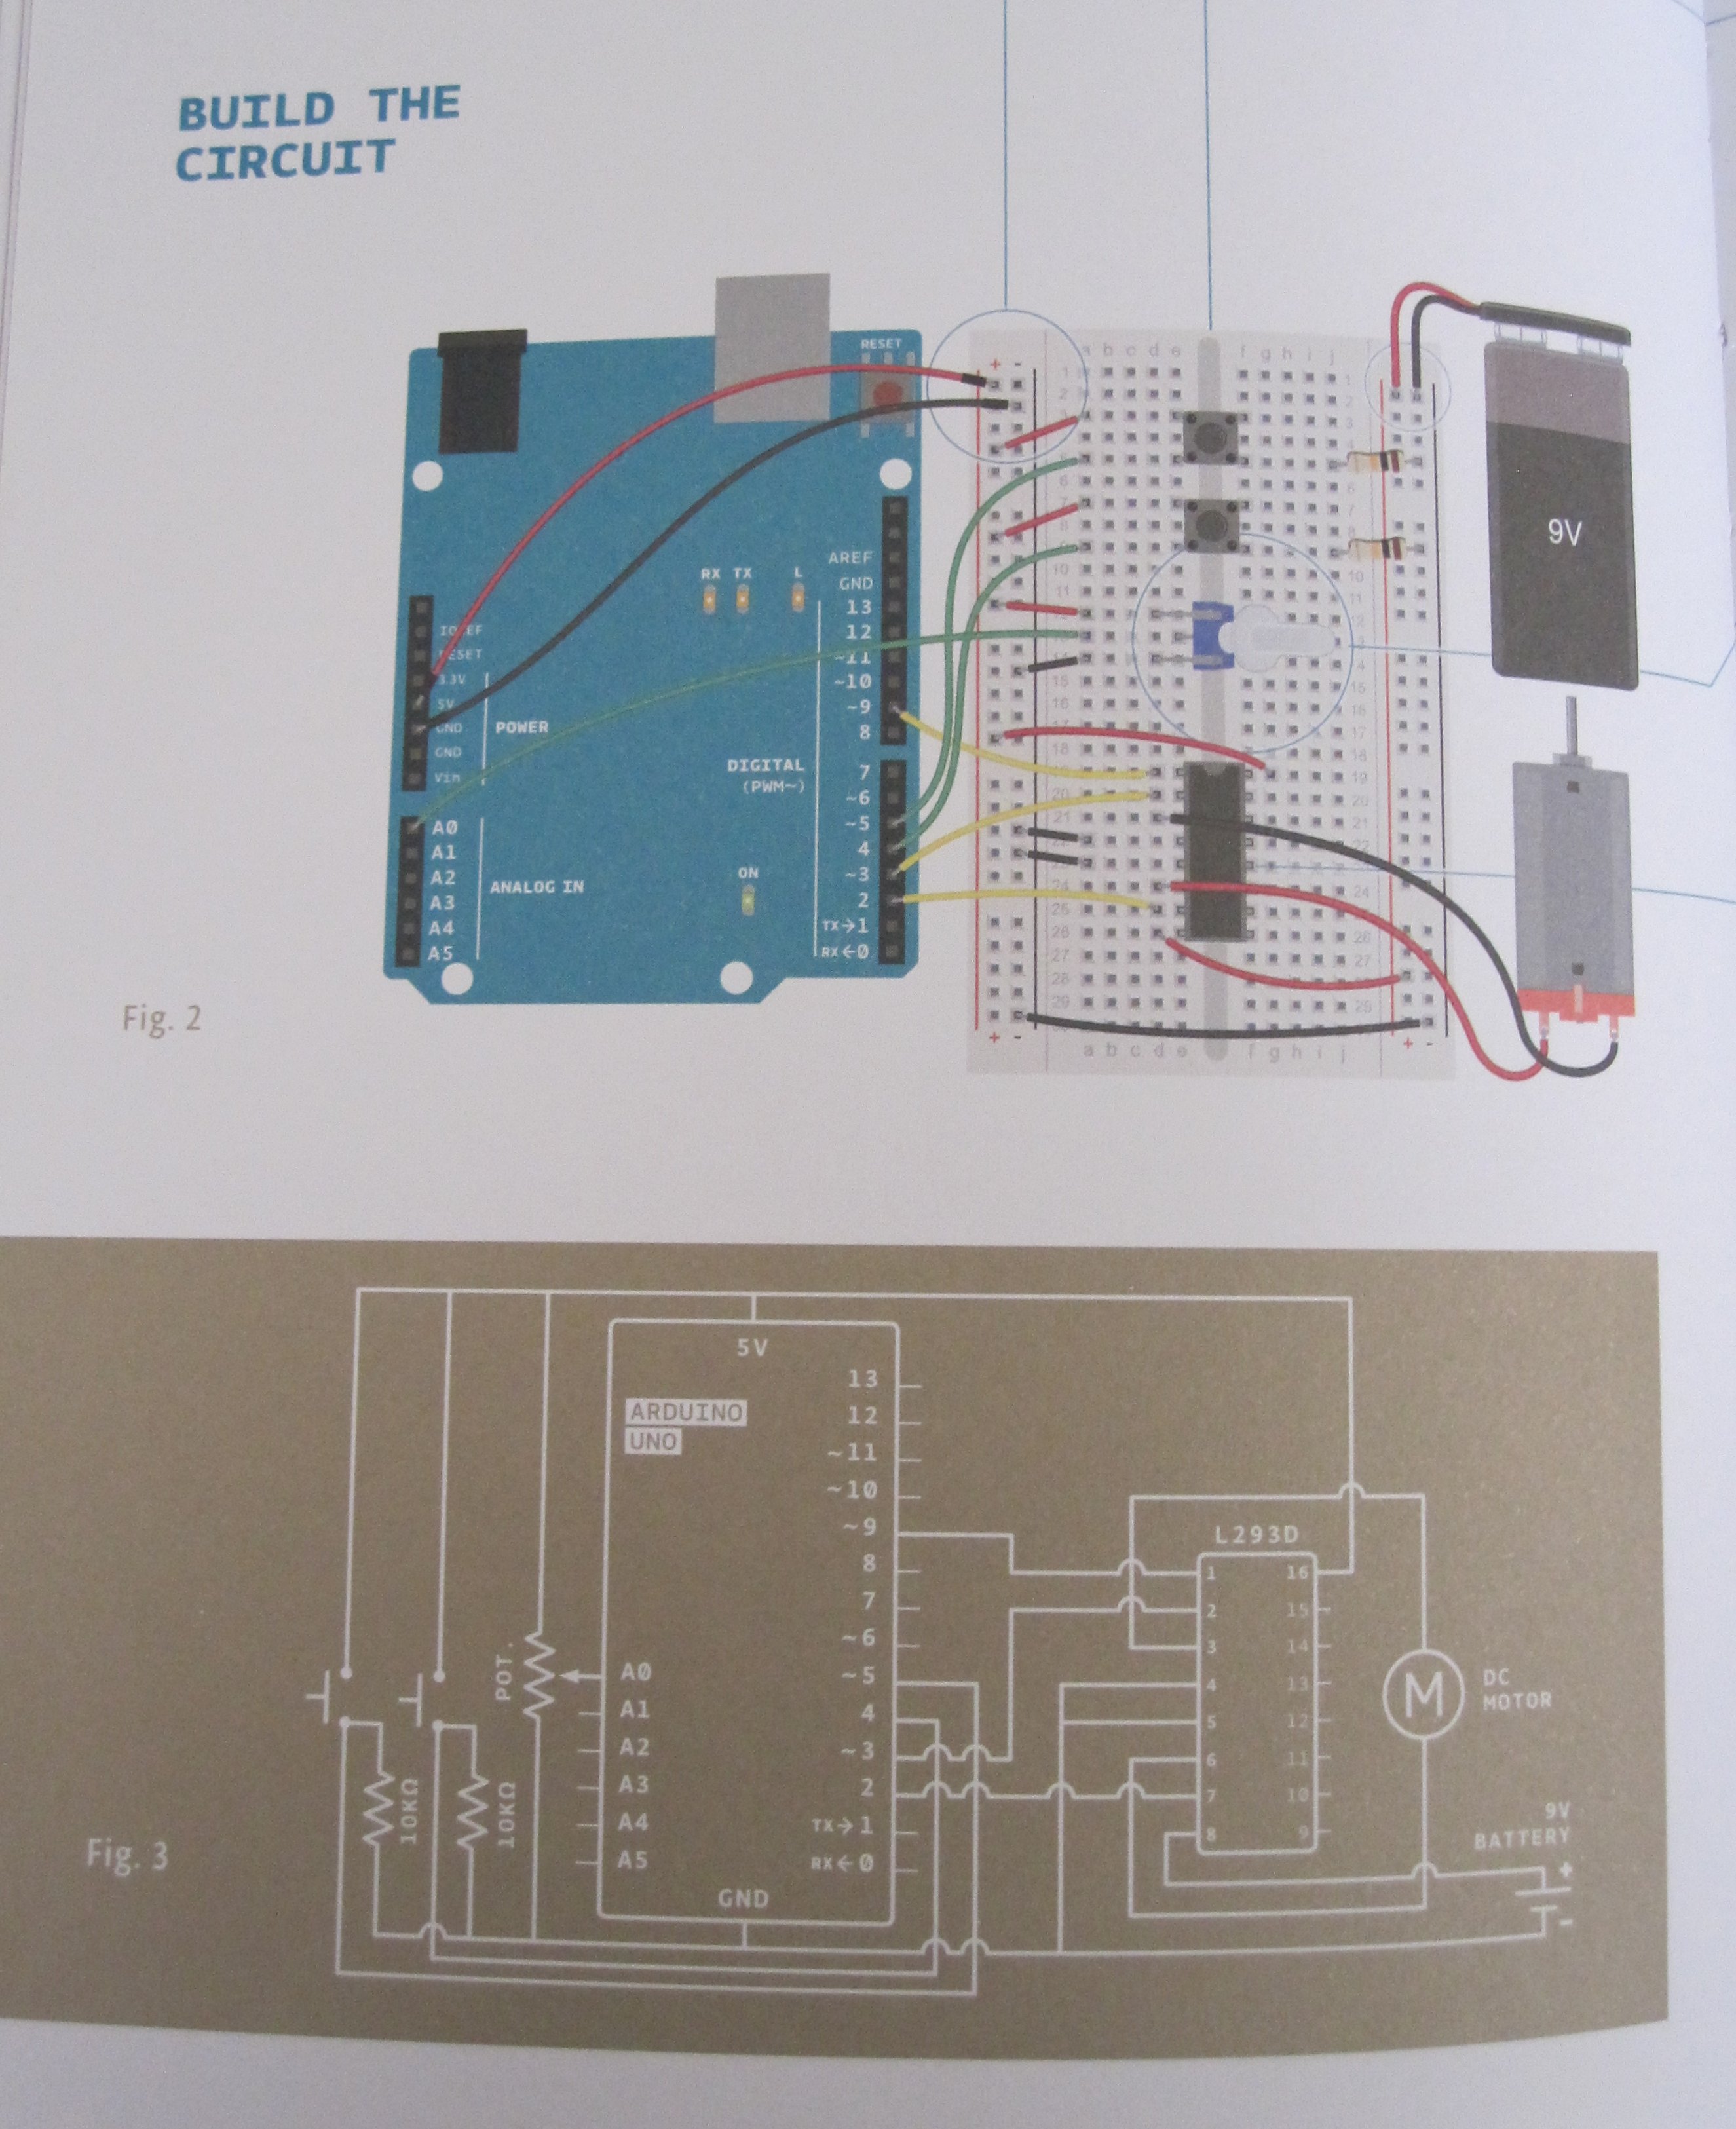 BUILD THE
CIRCUIT
RESET
AREF
GND
13
12
~11
~10
~9
8
7
~6
~5
4
~3
2
TX→1
RX←0
RX TX L
DIGITAL
(PWM~)
ON
3.3V
5V
GND
GND
Vin
POWER
A0
A1
A2
A3
A4
A5
ANALOG IN
+ -
a b c d e f g h i j
9V
+ -
a b c d e f g h i j
+ -
Fig. 2
5V
ARDUINO
UNO
13
12
~11
~10
~9
8
7
~6
~5
4
~3
2
TX→1
RX←0
A0
A1
A2
A3
A4
A5
GND
POT.
10KΩ
10KΩ
L293D
1 16
2 15
3 14
4 13
5 12
6 11
7 10
8 9
M
DC
MOTOR
9V
BATTERY
+
-
Fig. 3